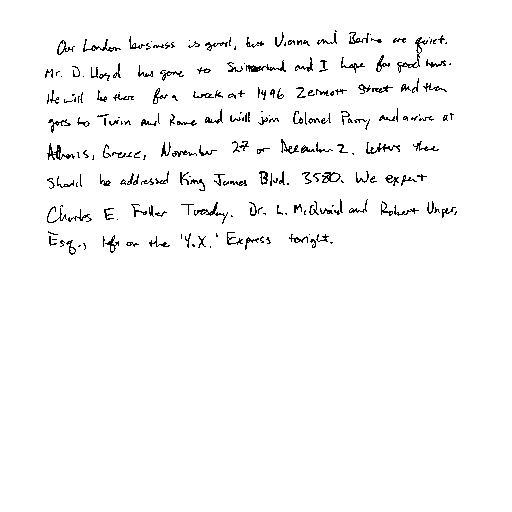 Our London business is good, but Vienna and Berlin are quiet.
Mr. D. Lloyd has gone to Switzerland and I hope for good news.
He will be there for a week at 1496 Zermott Street and then
goes to Turin and Rome and will join Colonel Parry and arrive at
Athens, Greece, November 27 or December 2. Letters there
should be addressed King James Blvd. 3580. We expect
Charles E. Fuller Tuesday. Dr. L. McQuaid and Robert Unger,
Esq., left on the 'Y.X.' Express tonight.